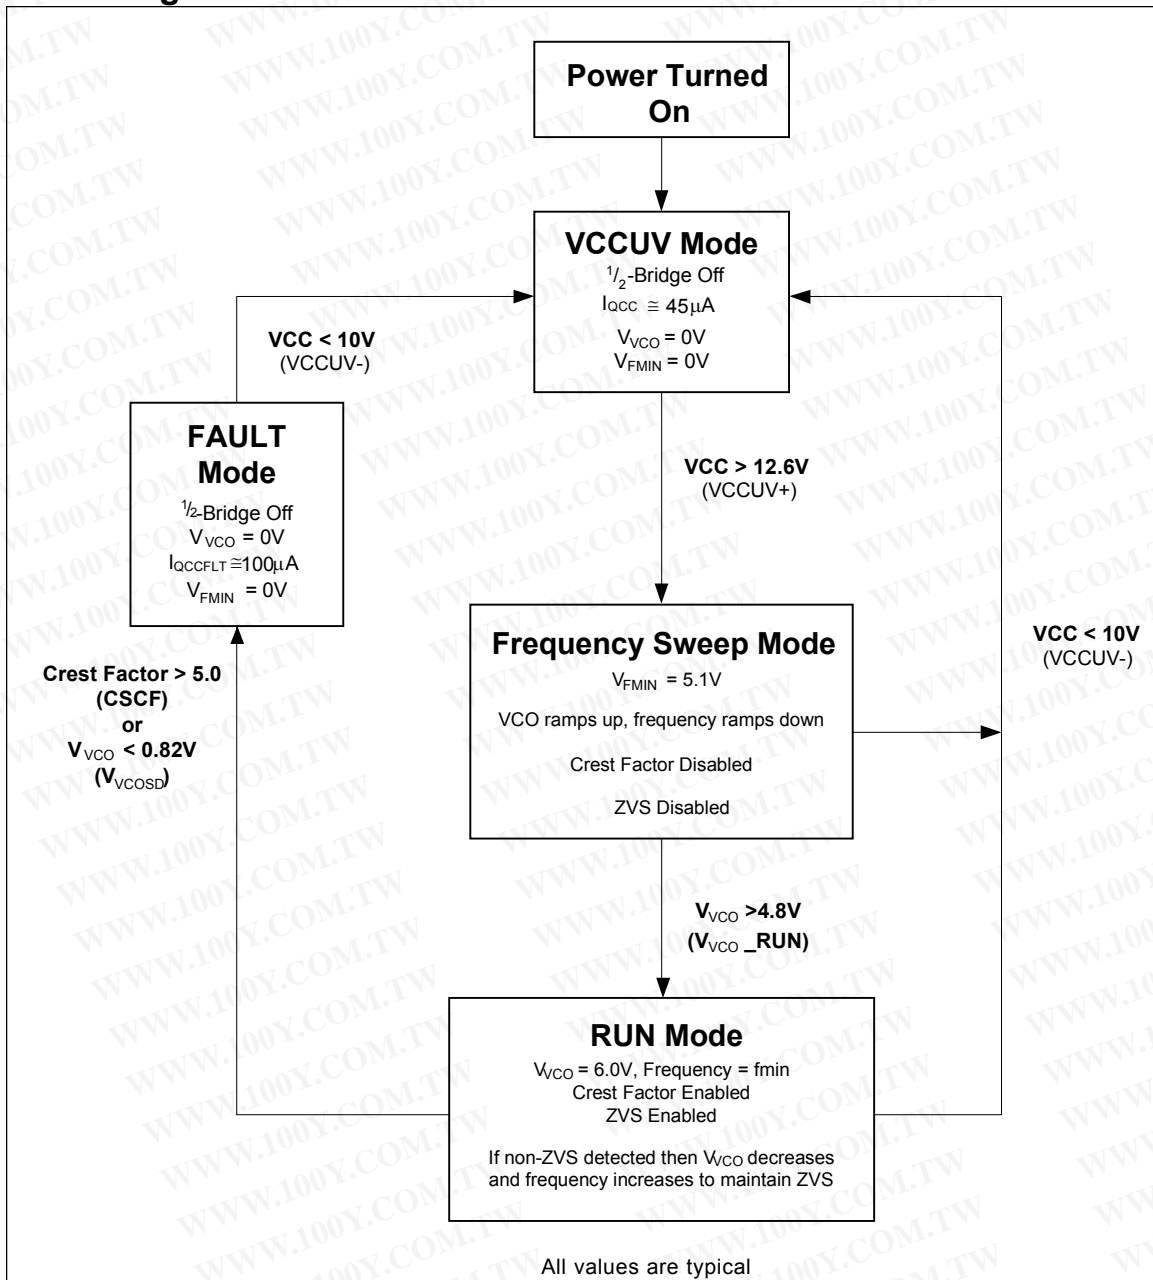 Power Turned
On
VCCUV Mode
1/2-Bridge Off
IQCC ≅ 45μA
VVCO = 0V
VFMIN = 0V
VCC < 10V
(VCCUV-)
FAULT
Mode
1/2-Bridge Off
VVCO = 0V
IQCCFLT ≅100μA
VFMIN = 0V
VCC > 12.6V
(VCCUV+)
Frequency Sweep Mode
VFMIN = 5.1V
VCO ramps up, frequency ramps down
Crest Factor Disabled
ZVS Disabled
VCC < 10V
(VCCUV-)
Crest Factor > 5.0
(CSCF)
or
VVCO < 0.82V
(VVCOSD)
VVCO >4.8V
(VVCO _RUN)
RUN Mode
VVCO = 6.0V, Frequency = fmin
Crest Factor Enabled
ZVS Enabled
If non-ZVS detected then VVCO decreases
and frequency increases to maintain ZVS
All values are typical
WWW.100Y.COM.TW